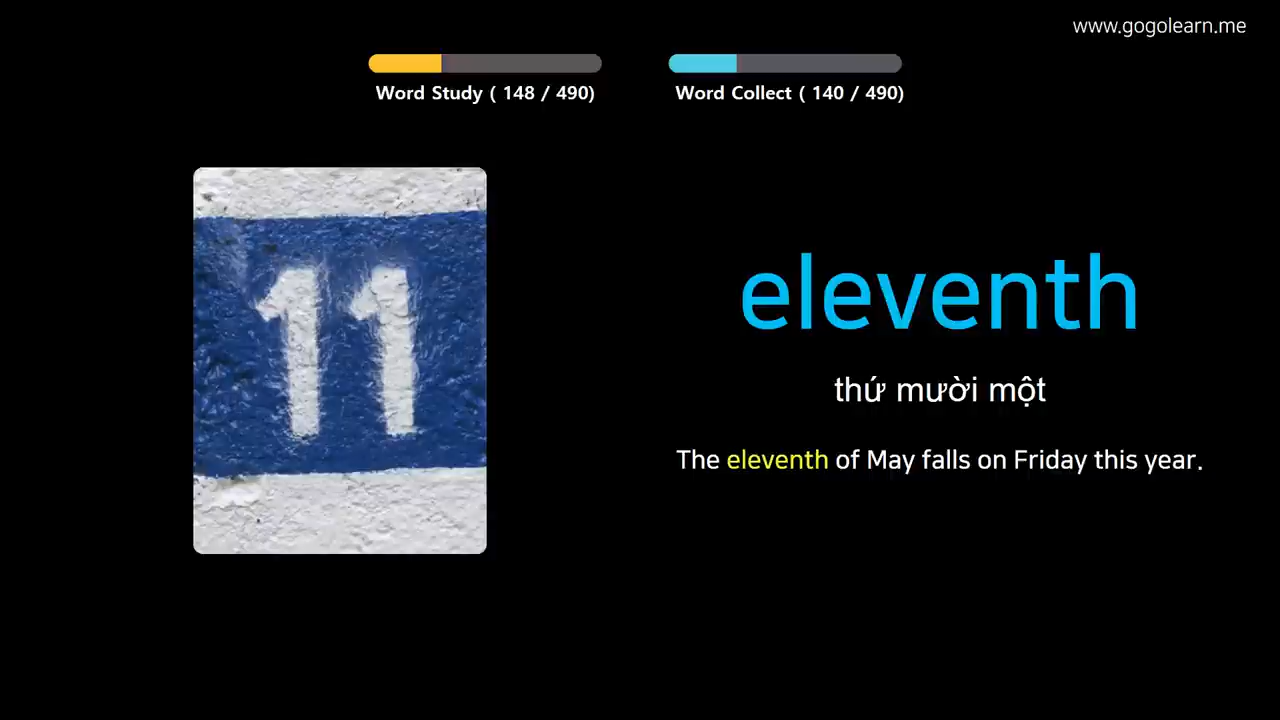 www.gogolearn.me
Word Study ( 148 / 490)
Word Collect ( 140 / 490)
11
eleventh
thứ mười một
The eleventh of May falls on Friday this year.